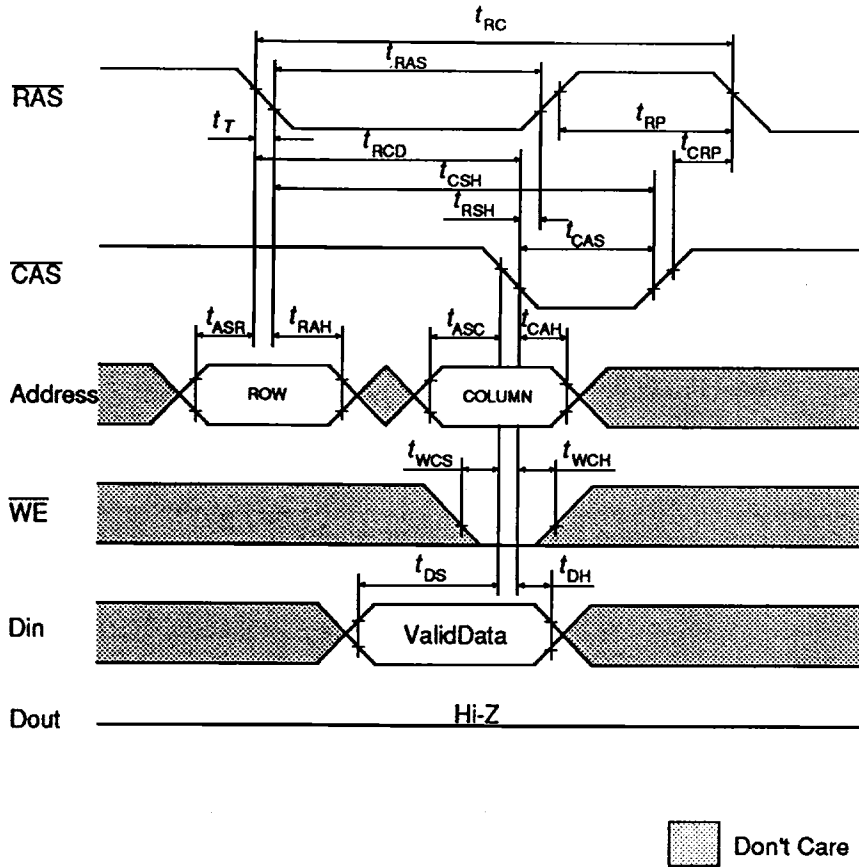 tRC
tRAS
RAS
tT
tRP
tRCD
tCRP
tCSH
tRSH
tCAS
CAS
tASR
tRAH
tASC
tCAH
Address
ROW
COLUMN
tWCS
tWCH
WE
tDS
tDH
Din
ValidData
Dout
Hi-Z
Don't Care